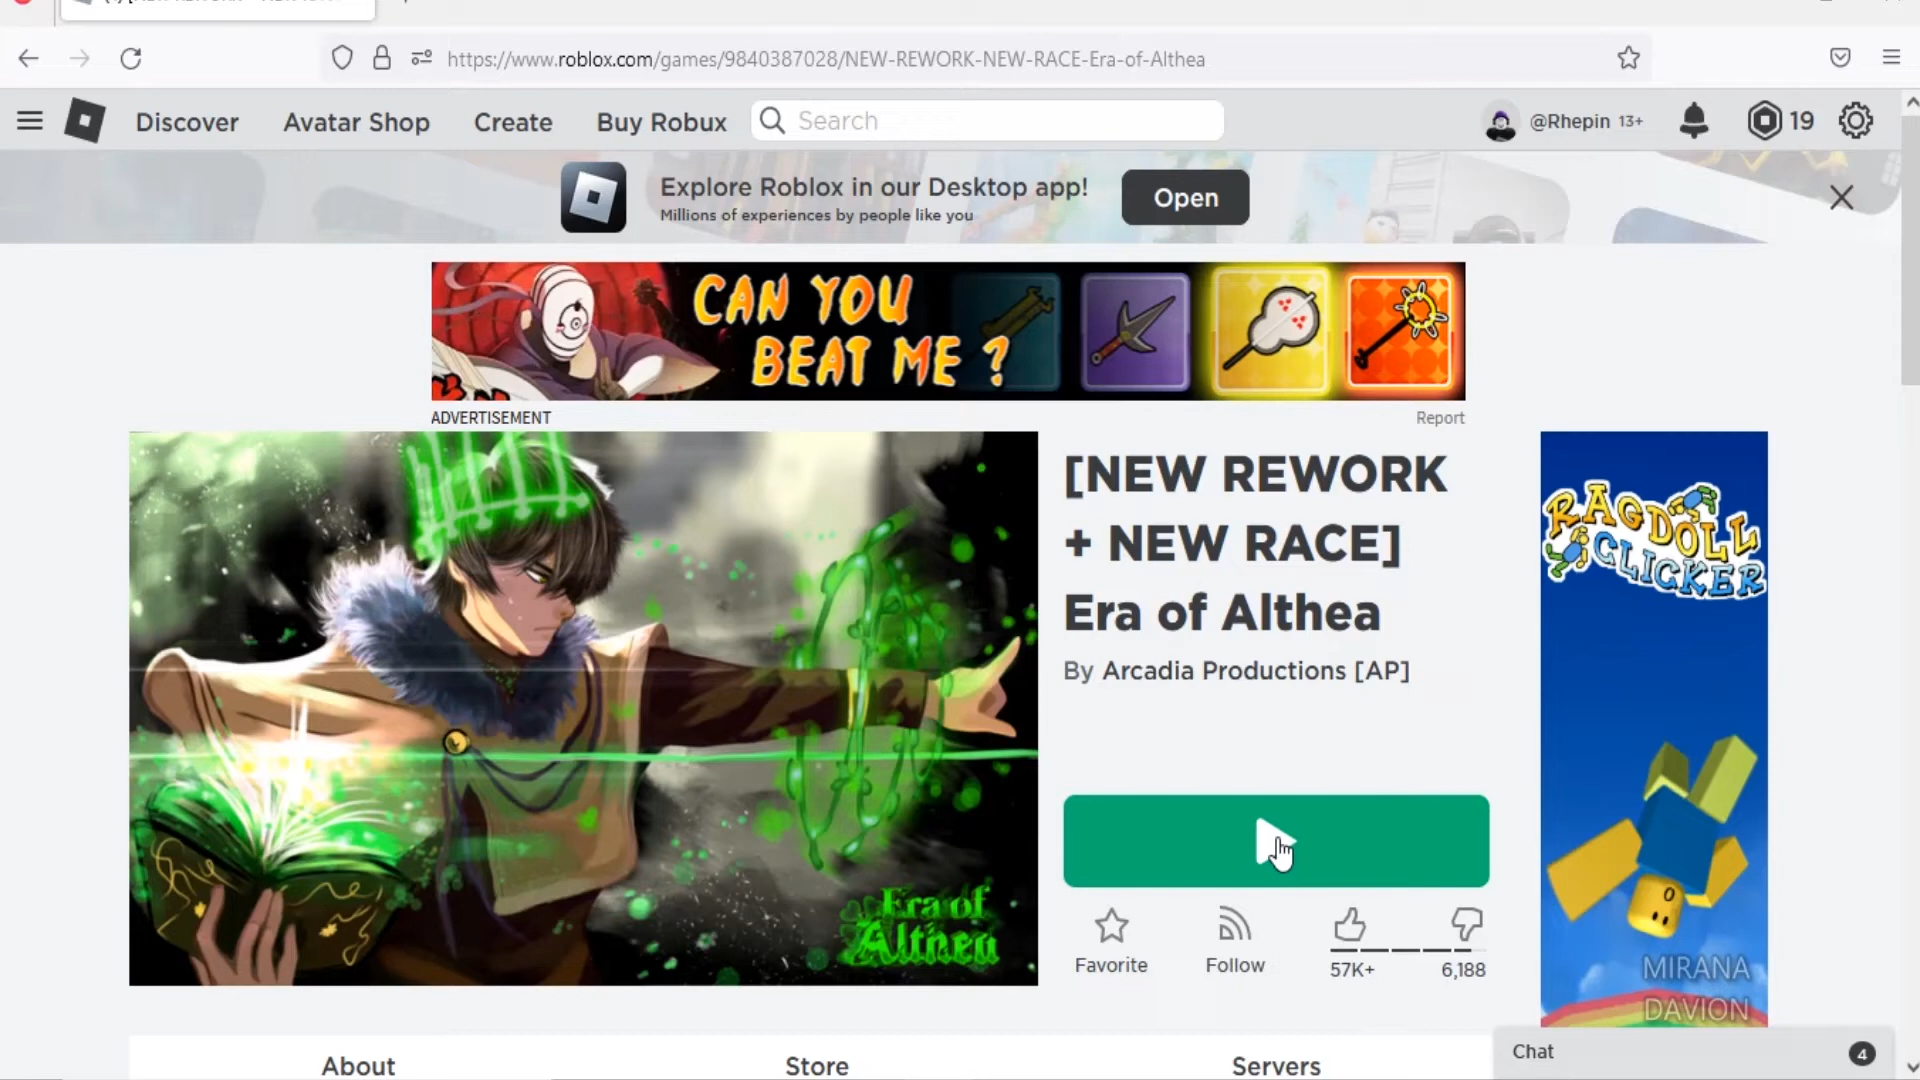 https://www.roblox.com/games/9840387028/NEW-REWORK-NEW-RACE-Era-of-Althea
Discover
Avatar Shop
Create
Buy Robux
Search
@Rhepin 13+
19
Explore Roblox in our Desktop app!
Millions of experiences by people like you
Open
CAN YOU
BEAT ME ?
ADVERTISEMENT
Report
Era of
Althea
[NEW REWORK
+ NEW RACE]
Era of Althea
By Arcadia Productions [AP]
Favorite
Follow
57K+
6,188
RAGDOLL
CLICKER
MIRANA
DAVION
About
Store
Servers
Chat
4